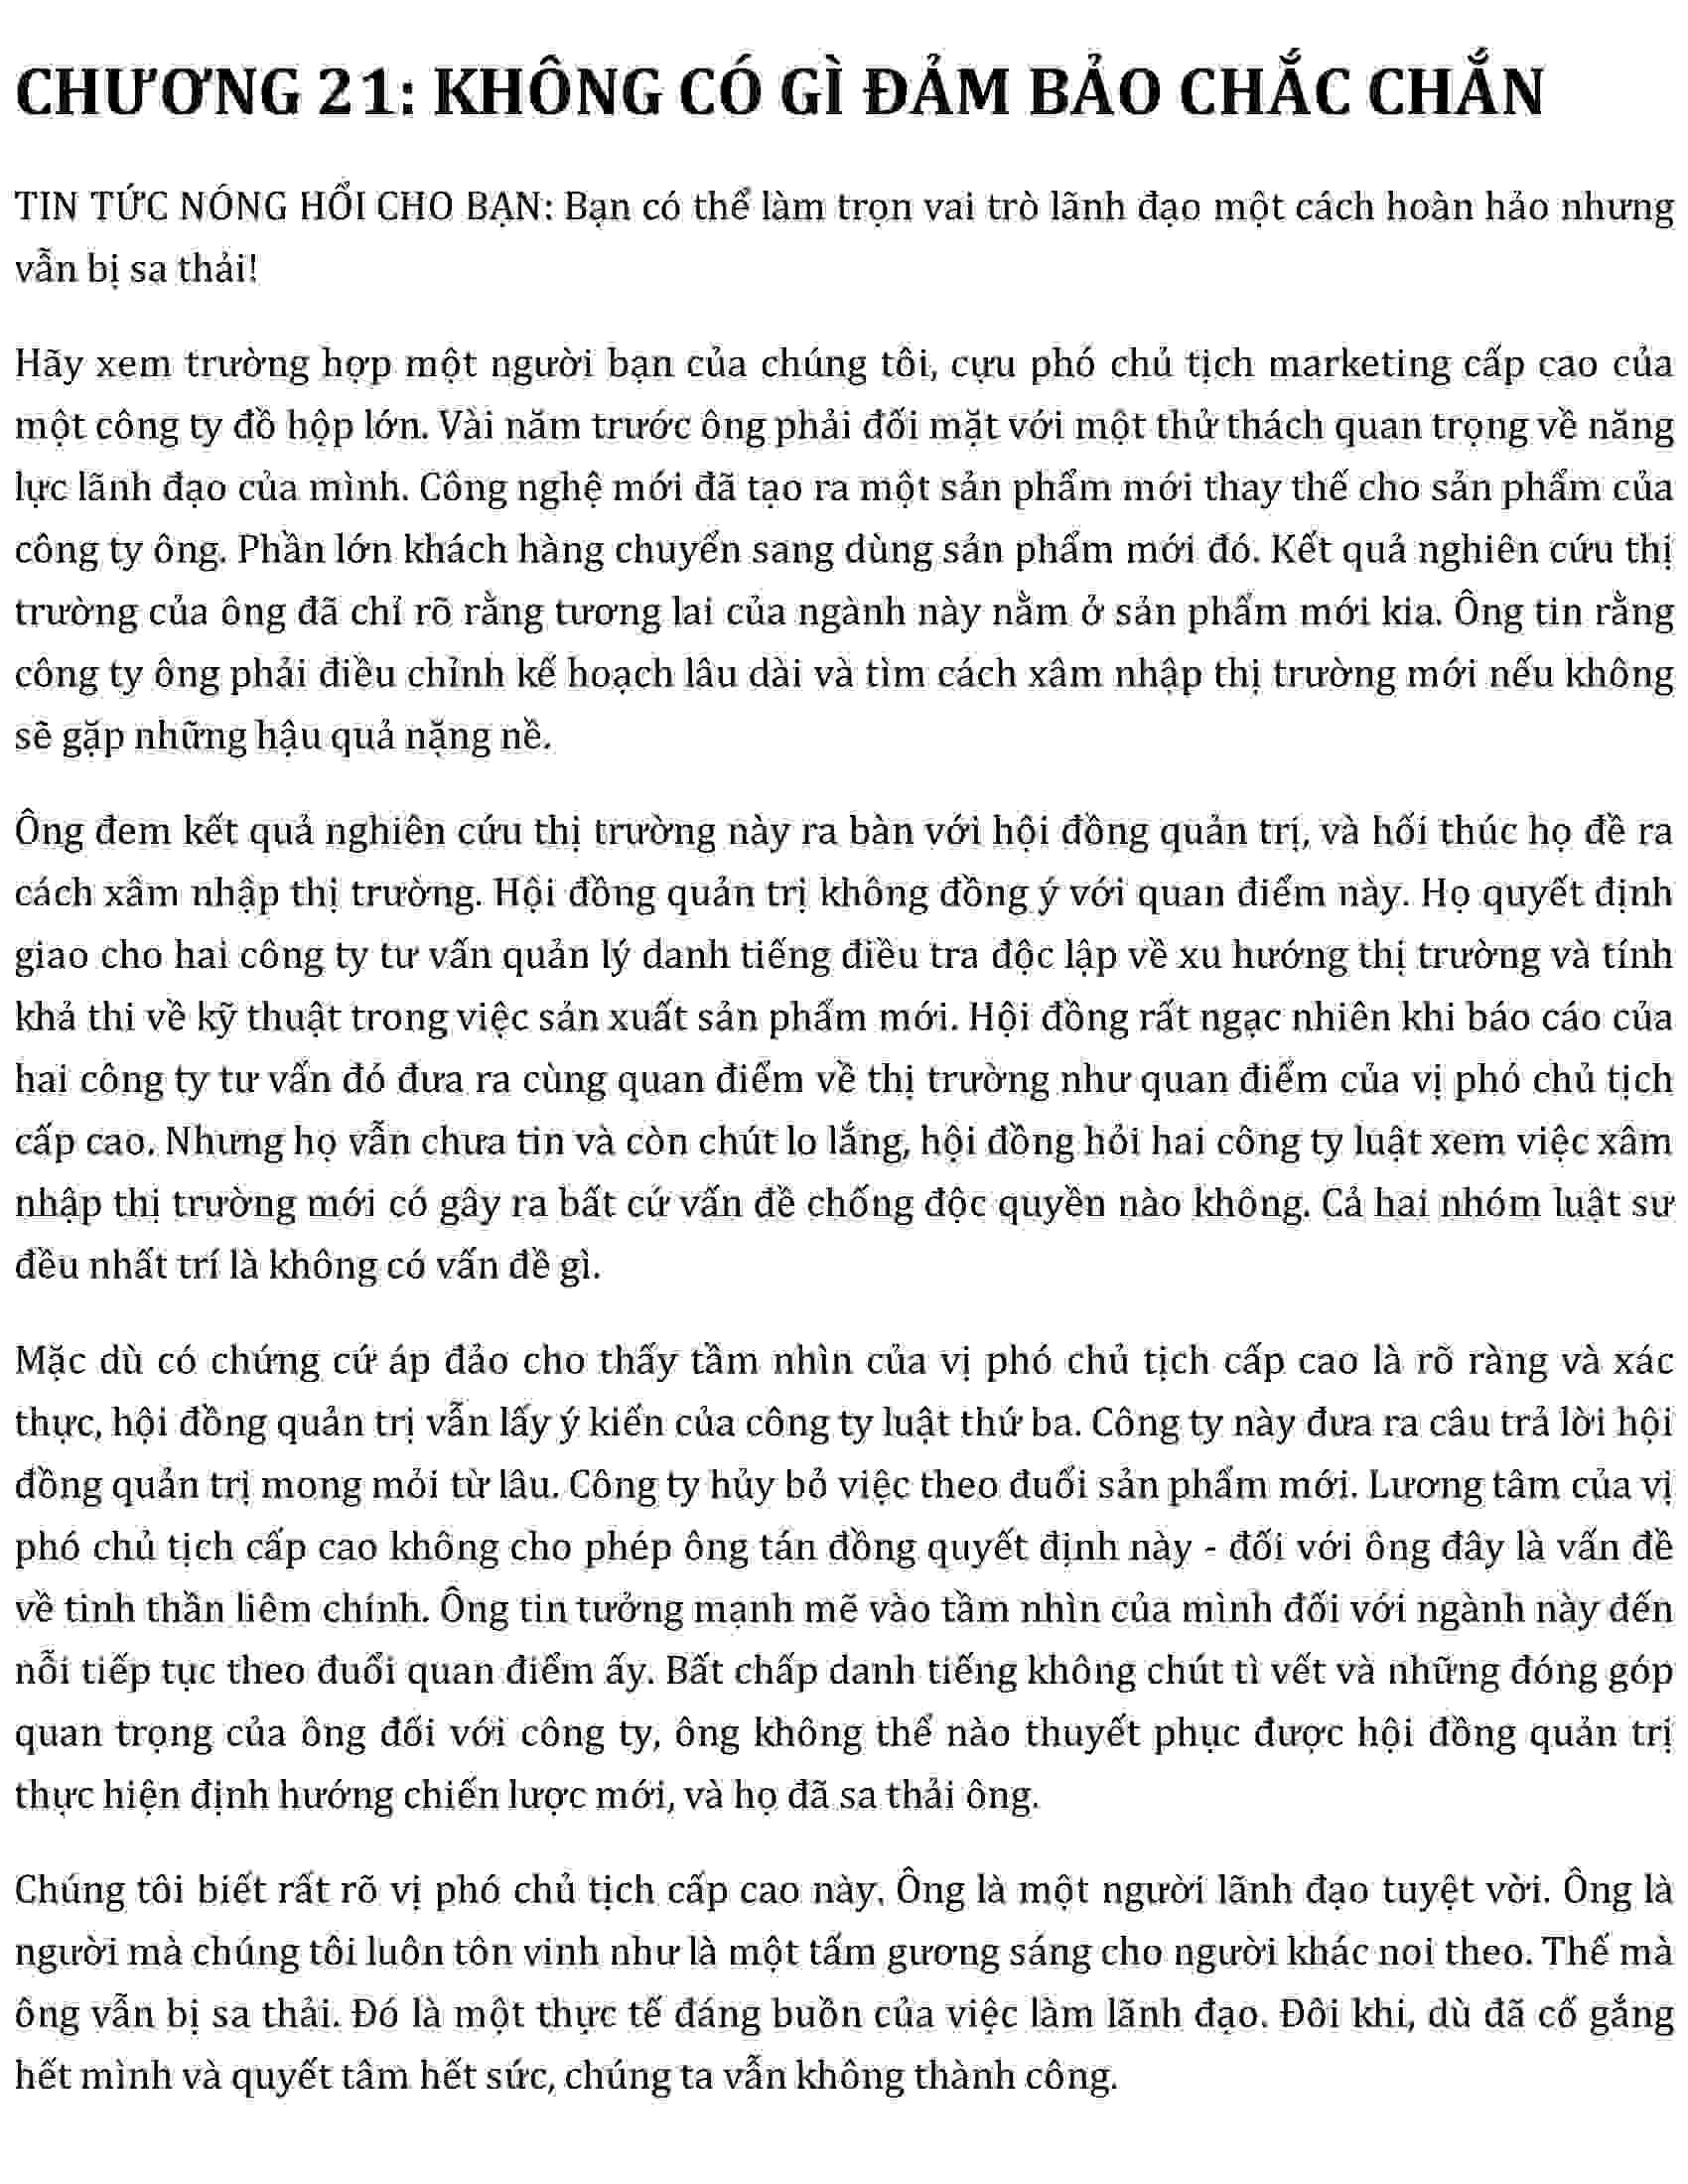 CHƯƠNG 21: KHÔNG CÓ GÌ ĐẢM BẢO CHẮC CHẮN
TIN TỨC NÓNG HỔI CHO BẠN: Bạn có thể làm trọn vai trò lãnh đạo một cách hoàn hảo nhưng
vẫn bị sa thải!
Hãy xem trường hợp một người bạn của chúng tôi, cựu phó chủ tịch marketing cấp cao của
một công ty đồ hộp lớn. Vài năm trước ông phải đối mặt với một thử thách quan trọng về năng
lực lãnh đạo của mình. Công nghệ mới đã tạo ra một sản phẩm mới thay thế cho sản phẩm của
công ty ông. Phần lớn khách hàng chuyển sang dùng sản phẩm mới đó. Kết quả nghiên cứu thị
trường của ông đã chỉ rõ rằng tương lai của ngành này nằm ở sản phẩm mới kia. Ông tin rằng
công ty ông phải điều chỉnh kế hoạch lâu dài và tìm cách xâm nhập thị trường mới nếu không
sẽ gặp những hậu quả nặng nề.
Ông đem kết quả nghiên cứu thị trường này ra bàn với hội đồng quản trị, và hối thúc họ đề ra
cách xâm nhập thị trường. Hội đồng quản trị không đồng ý với quan điểm này. Họ quyết định
giao cho hai công ty tư vấn quản lý danh tiếng điều tra độc lập về xu hướng thị trường và tính
khả thi về kỹ thuật trong việc sản xuất sản phẩm mới. Hội đồng rất ngạc nhiên khi báo cáo của
hai công ty tư vấn đó đưa ra cùng quan điểm về thị trường như quan điểm của vị phó chủ tịch
cấp cao. Nhưng họ vẫn chưa tin và còn chút lo lắng, hội đồng hỏi hai công ty luật xem việc xâm
nhập thị trường mới có gây ra bất cứ vấn đề chống độc quyền nào không. Cả hai nhóm luật sư
đều nhất trí là không có vấn đề gì.
Mặc dù có chứng cứ áp đảo cho thấy tầm nhìn của vị phó chủ tịch cấp cao là rõ ràng và xác
thực, hội đồng quản trị vẫn lấy ý kiến của công ty luật thứ ba. Công ty này đưa ra câu trả lời hội
đồng quản trị mong mỏi từ lâu. Công ty hủy bỏ việc theo đuổi sản phẩm mới. Lương tâm của vị
phó chủ tịch cấp cao không cho phép ông tán đồng quyết định này - đối với ông đây là vấn đề
về tinh thần liêm chính. Ông tin tưởng mạnh mẽ vào tầm nhìn của mình đối với ngành này đến
nỗi tiếp tục theo đuổi quan điểm ấy. Bất chấp danh tiếng không chút tì vết và những đóng góp
quan trọng của ông đối với công ty, ông không thể nào thuyết phục được hội đồng quản trị
thực hiện định hướng chiến lược mới, và họ đã sa thải ông.
Chúng tôi biết rất rõ vị phó chủ tịch cấp cao này. Ông là một người lãnh đạo tuyệt vời. Ông là
người mà chúng tôi luôn tôn vinh như là một tấm gương sáng cho người khác noi theo. Thế mà
ông vẫn bị sa thải. Đó là một thực tế đáng buồn của việc làm lãnh đạo. Đôi khi, dù đã cố gắng
hết mình và quyết tâm hết sức, chúng ta vẫn không thành công.